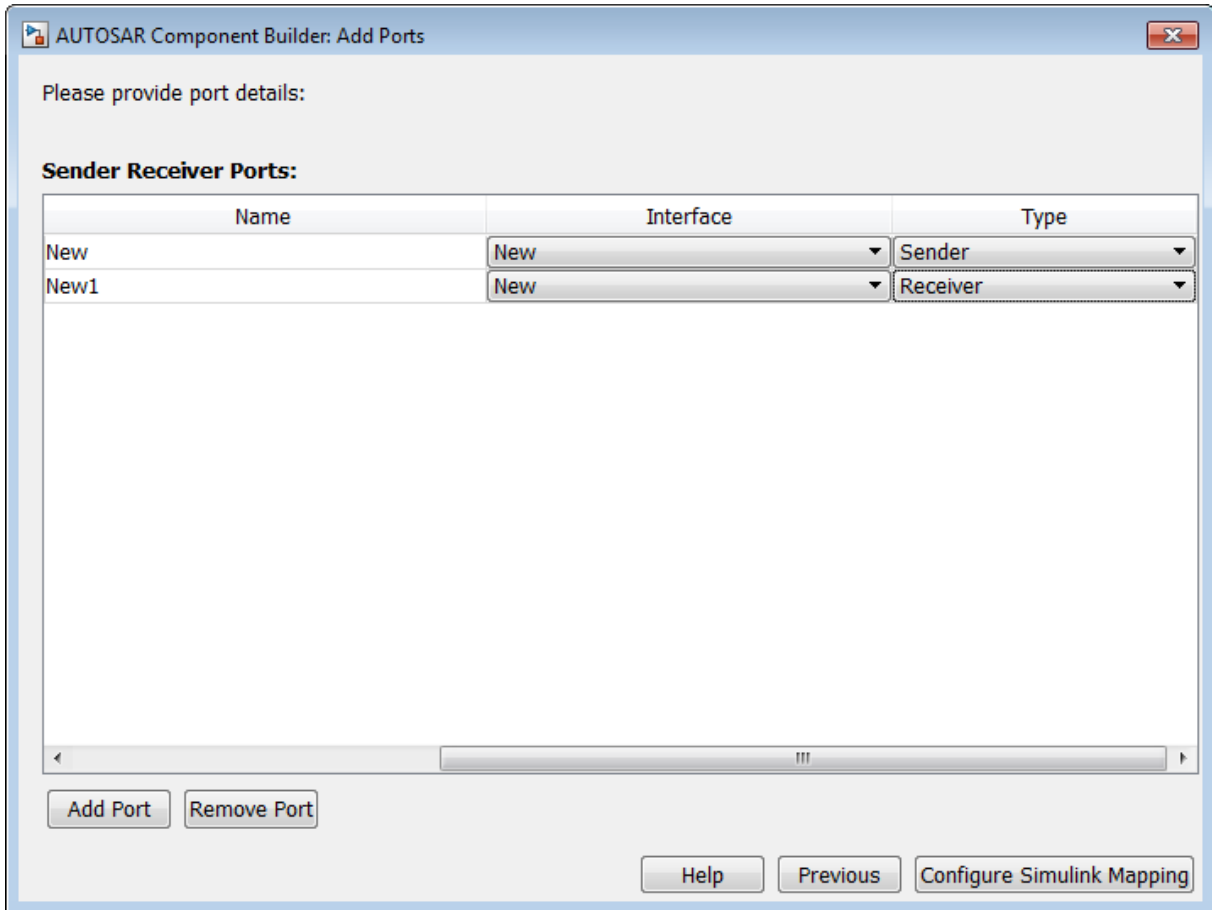 AUTOSAR Component Builder: Add Ports
Please provide port details:
Sender Receiver Ports:
Name Interface Type
New New Sender
New1 New Receiver
Add Port Remove Port
Help Previous Configure Simulink Mapping